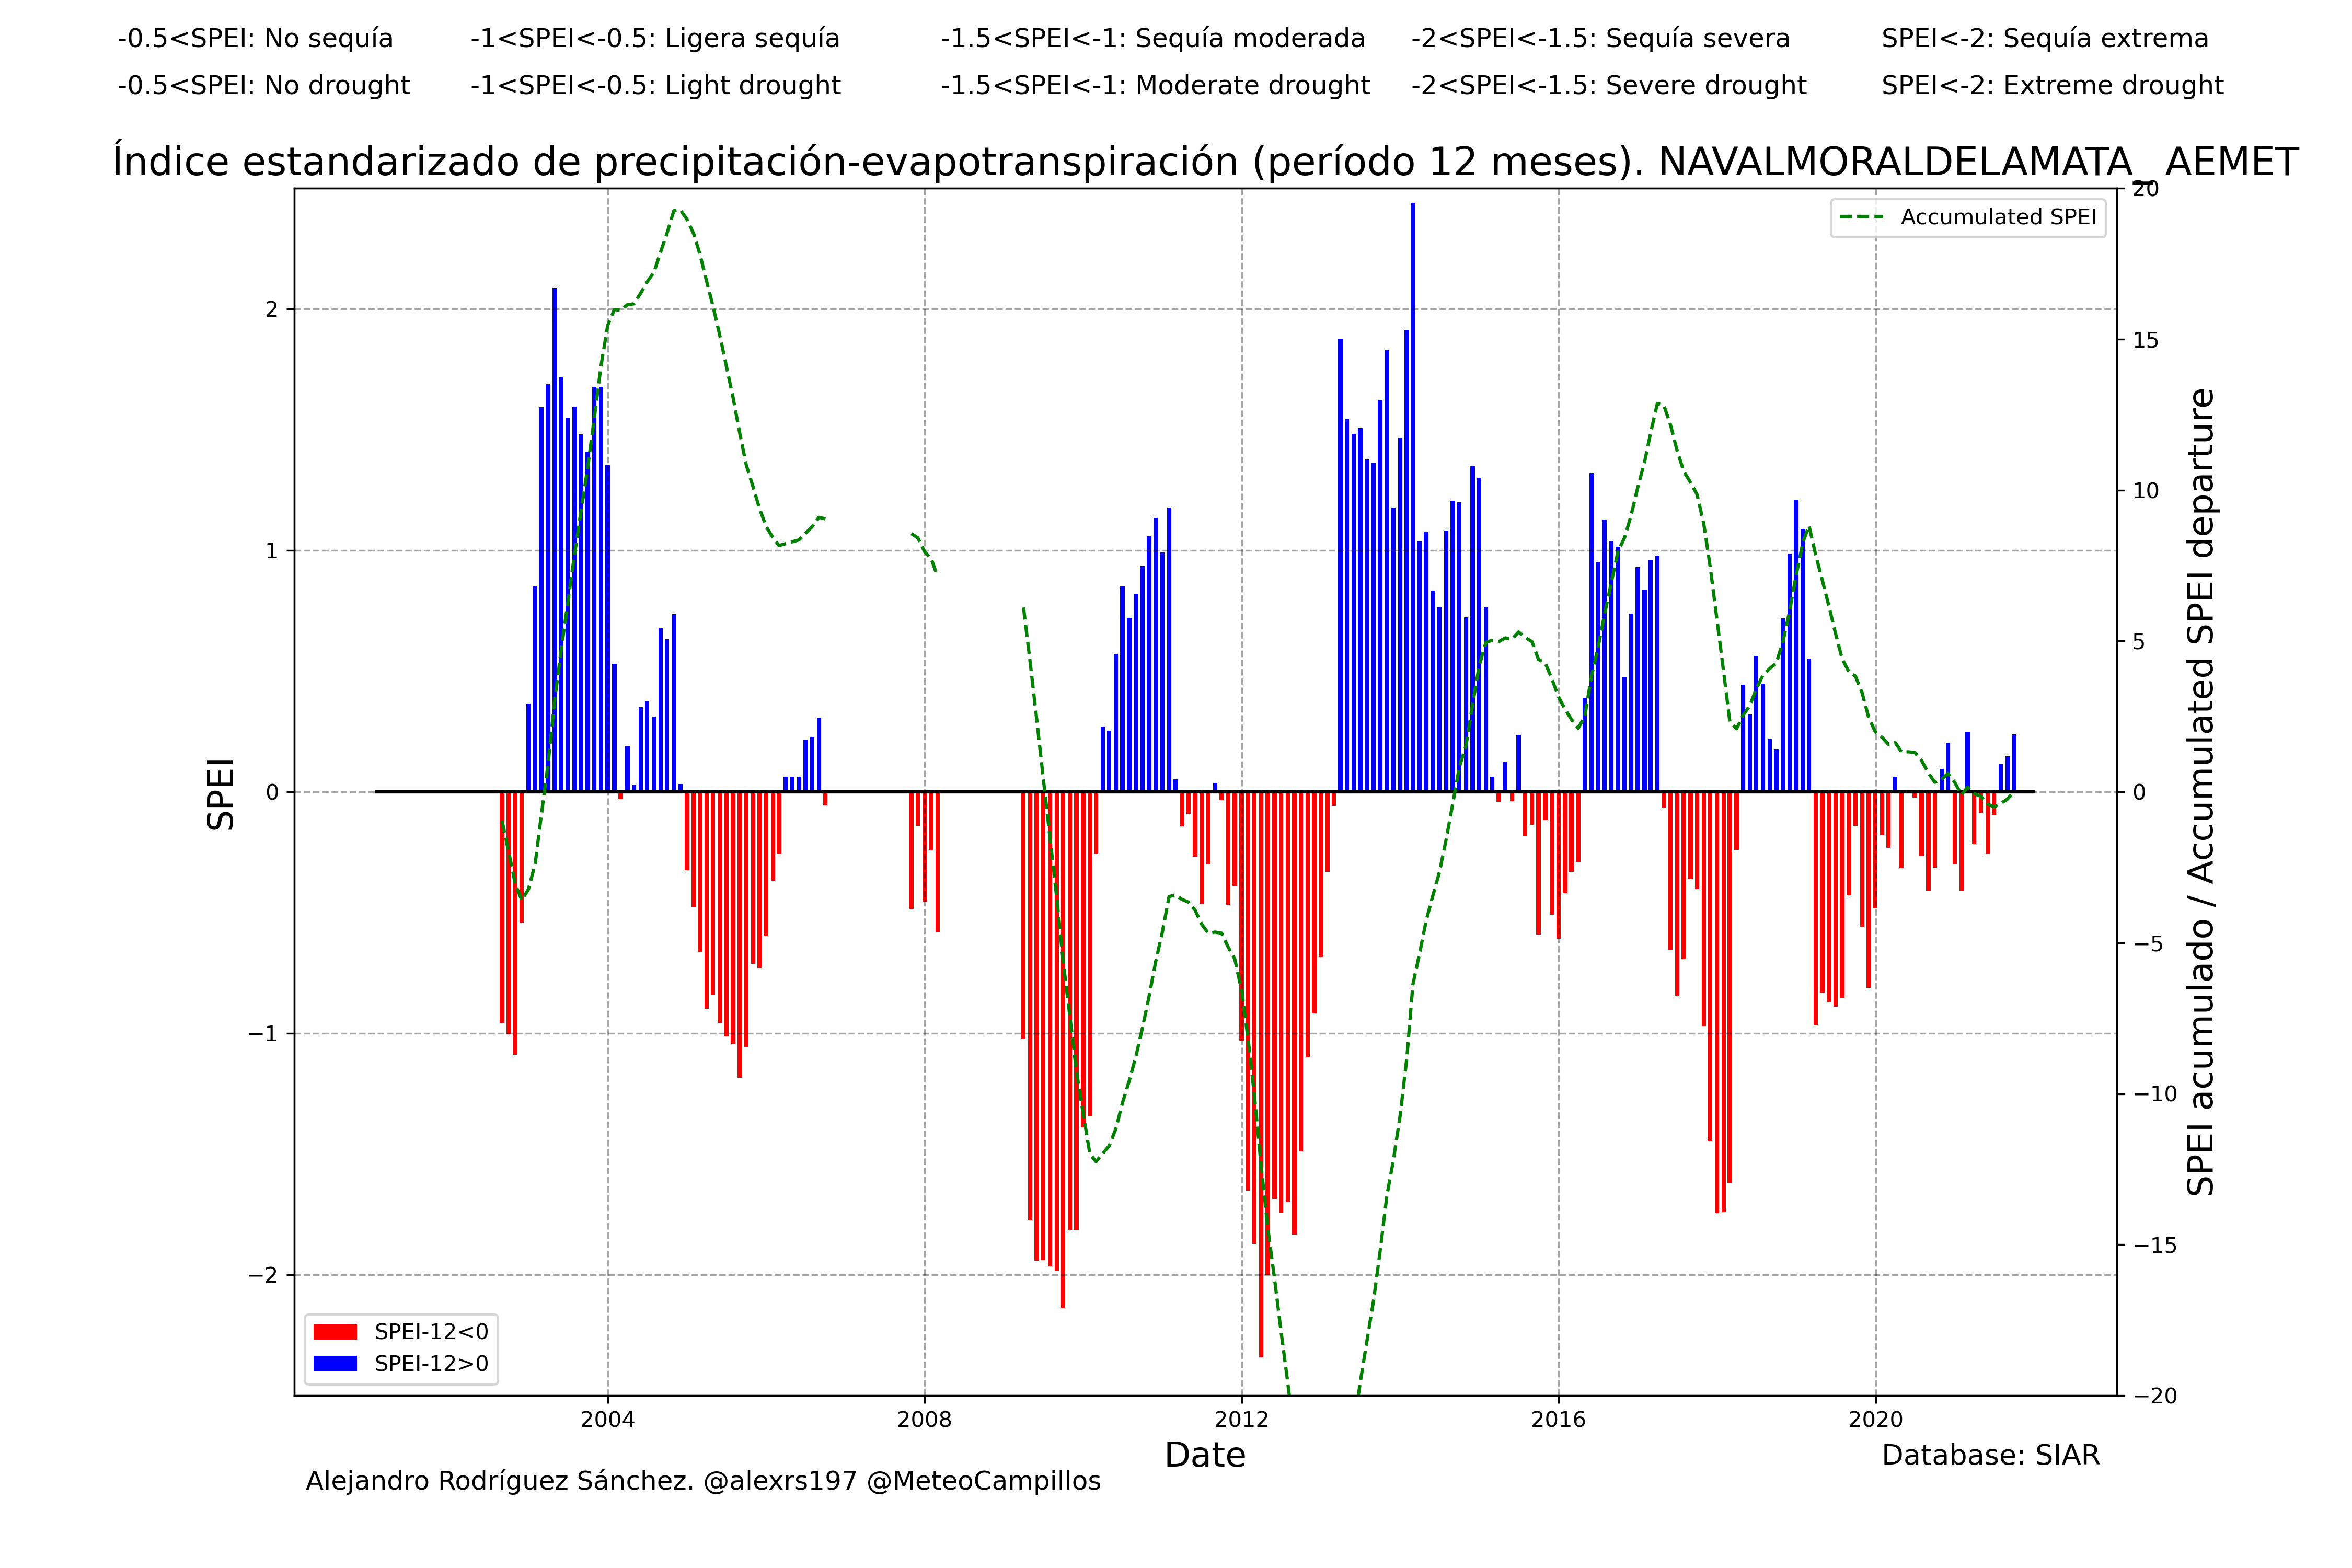 -0.5<SPEI: No sequía -1<SPEI<-0.5: Ligera sequía -1.5<SPEI<-1: Sequía moderada -2<SPEI<-1.5: Sequía severa SPEI<-2: Sequía extrema
-0.5<SPEI: No drought -1<SPEI<-0.5: Light drought -1.5<SPEI<-1: Moderate drought -2<SPEI<-1.5: Severe drought SPEI<-2: Extreme drought
Índice estandarizado de precipitación-evapotranspiración (período 12 meses). NAVALMORALDELAMATA_ AEMET
Accumulated SPEI
SPEI
2
1
0
−1
−2
20
15
10
5
0
−5
−10
−15
−20
SPEI acumulado / Accumulated SPEI departure
SPEI-12<0
SPEI-12>0
2004 2008 2012 2016 2020
Date
Database: SIAR
Alejandro Rodríguez Sánchez. @alexrs197 @MeteoCampillos